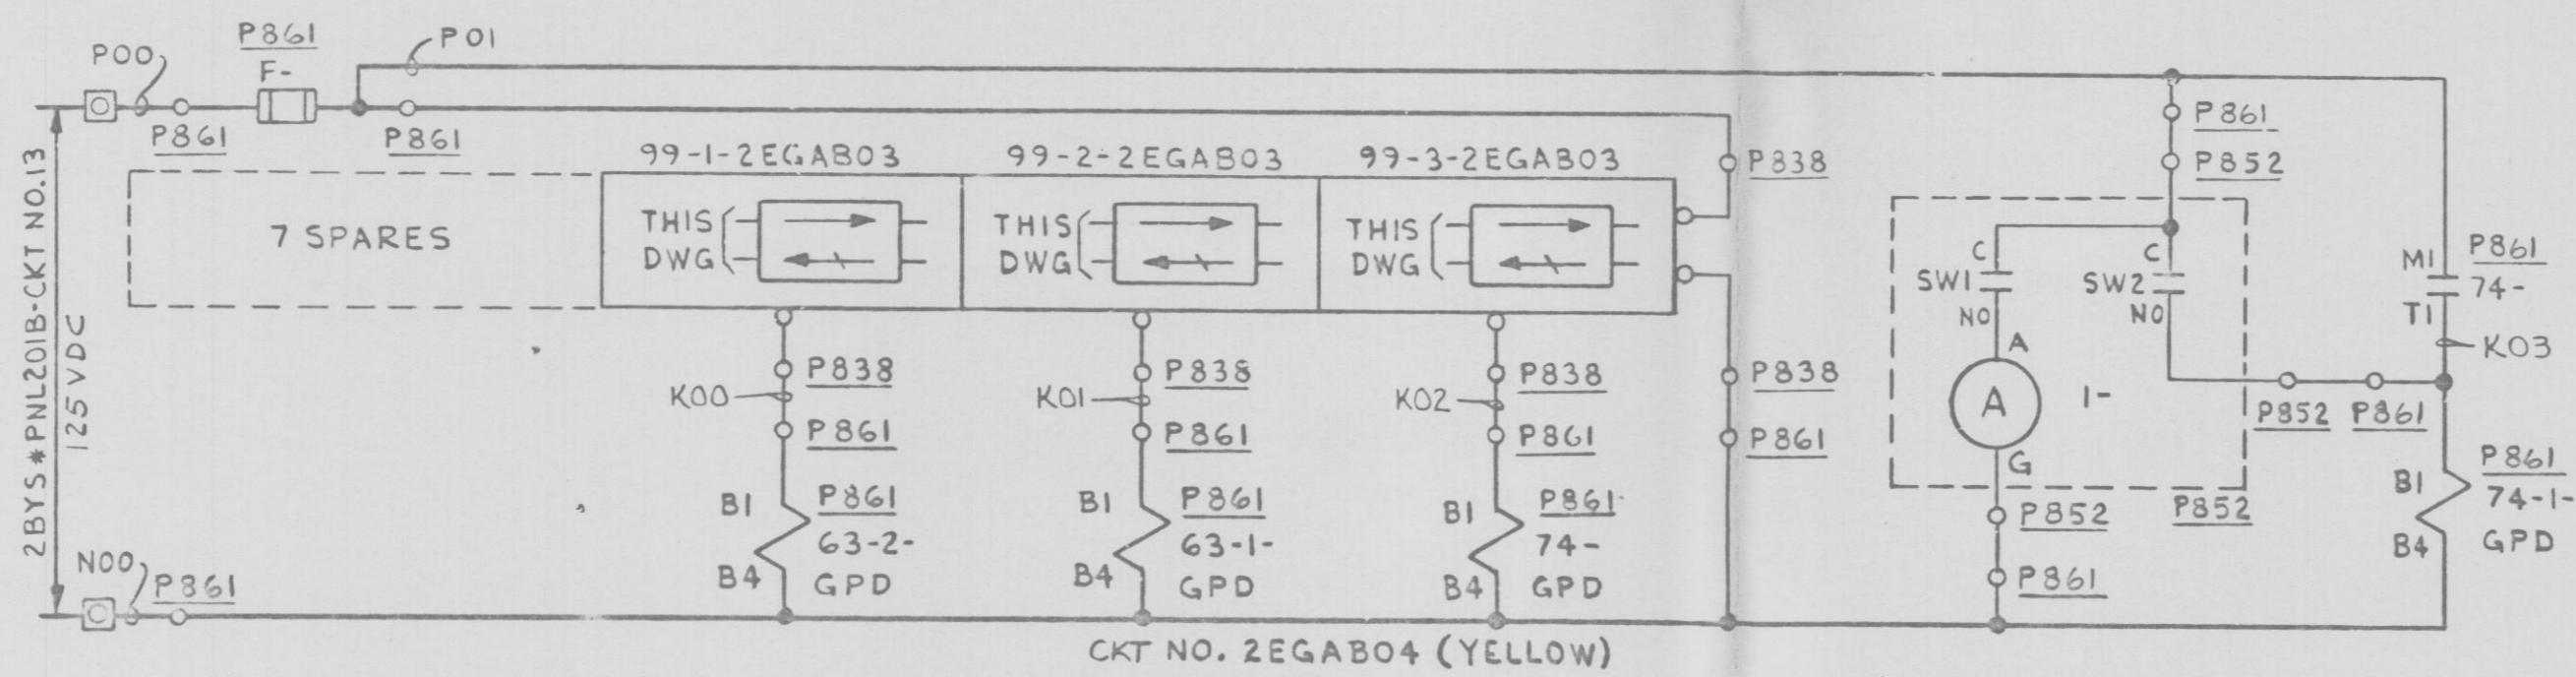 P861
P00
F-
P01
P861
P861
2BYS*PNL201B-CKT NO.13
125VDC
7 SPARES
99-1-2EGAB03
99-2-2EGAB03
99-3-2EGAB03
THIS
DWG
THIS
DWG
THIS
DWG
P838
P861
P852
C
SW1
NO
C
SW2
NO
A
A
G
1-
P852
M1
P861
74-
T1
K03
P838
K00
P861
P838
K01
P861
P838
K02
P861
P838
P861
P852
P861
B1
P861
63-2-
B4
GPD
B1
P861
63-1-
B4
GPD
B1
P861
74-
B4
GPD
P852
P861
B1
P861
74-1-
B4
GPD
N00
P861
CKT NO. 2EGAB04 (YELLOW)